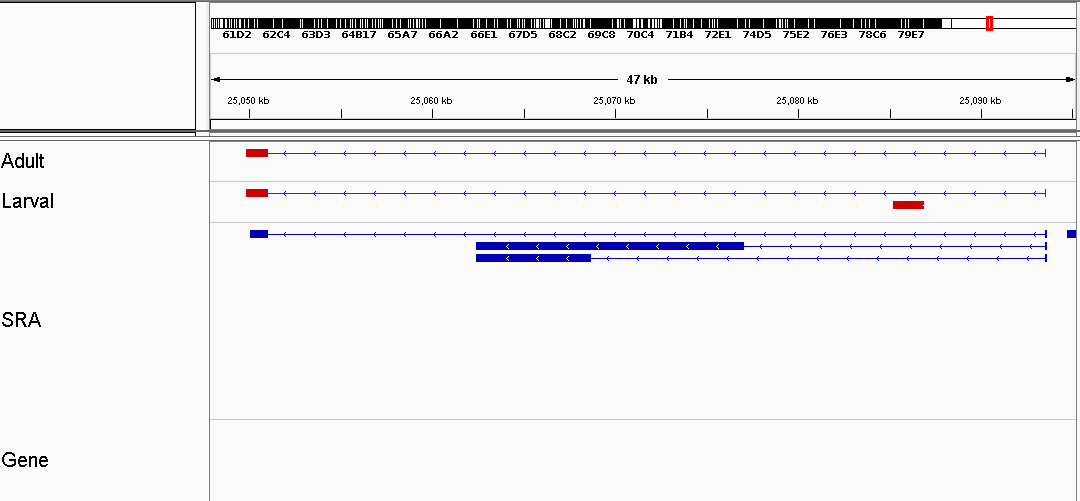 61D2 62C4 63D3 64B17 65A7 66A2 66E1 67D5 68C2 69C8 70C4 71B4 72E1 74D5 75E2 76E3 78C6 79E7
47 kb
25,050 kb 25,060 kb 25,070 kb 25,080 kb 25,090 kb
Adult
Larval
SRA
Gene